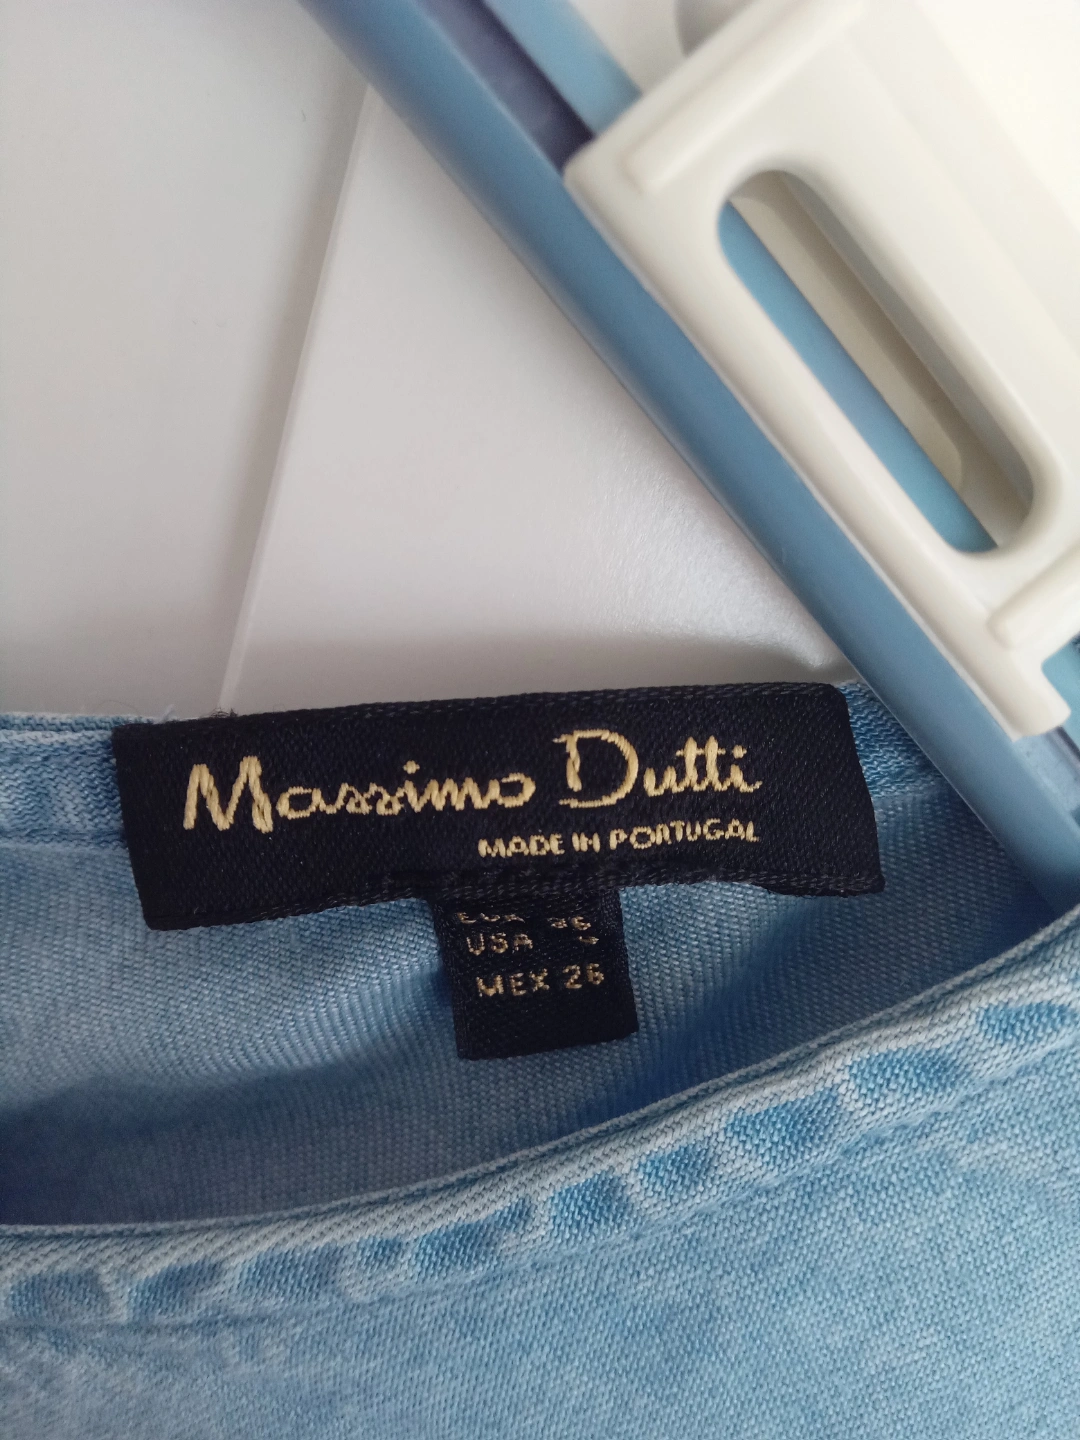 Massimo Dutti
MADE IN PORTUGAL
USA
MEX 26